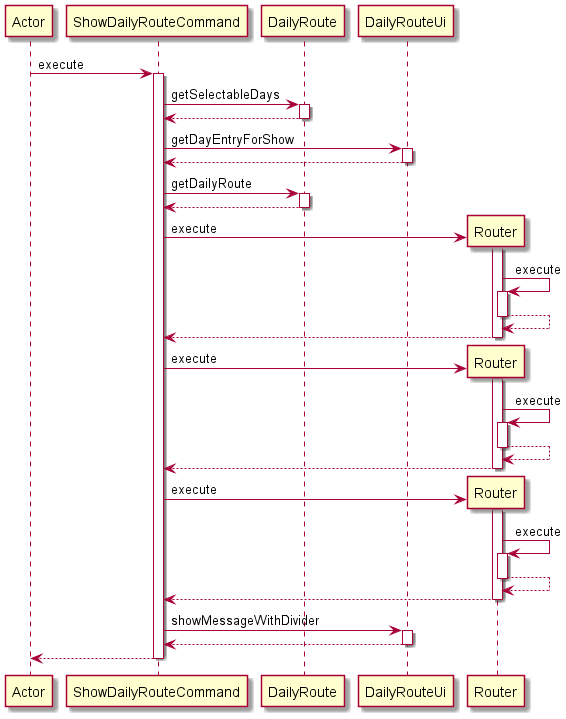 Actor ShowDailyRouteCommand DailyRoute DailyRouteUi
execute
getSelectableDays
getDayEntryForShow
getDailyRoute
execute Router
execute
Router
execute
execute
Router
execute
execute
showMessageWithDivider
Actor ShowDailyRouteCommand DailyRoute DailyRouteUi Router